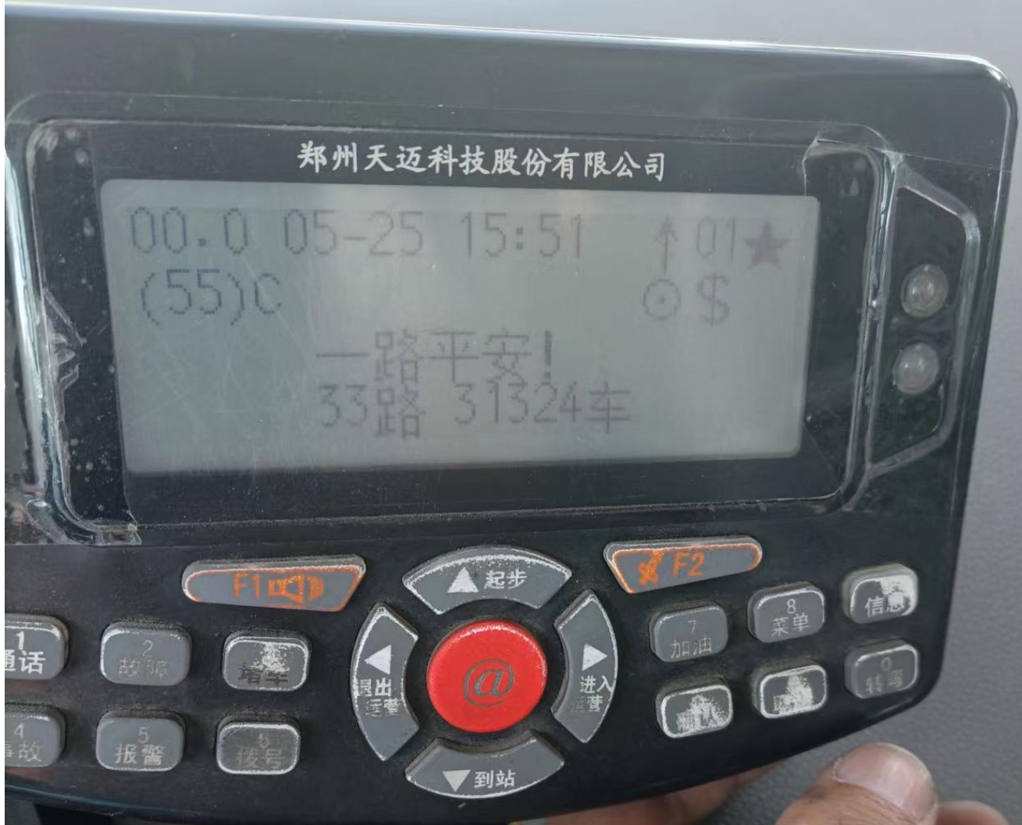 郑州天迈科技股份有限公司
00.0 05-25 15:51 ↑01★
(55)C ⊙$
一路平安!
33路 31324车
F1
▲起步
F2
1
通话
2
故障
堵车
◀
退出
运营
@
▶
进入
运营
7
加油
8
菜单
信息
4
事故
5
报警
6
拨号
▼到站
0
转号